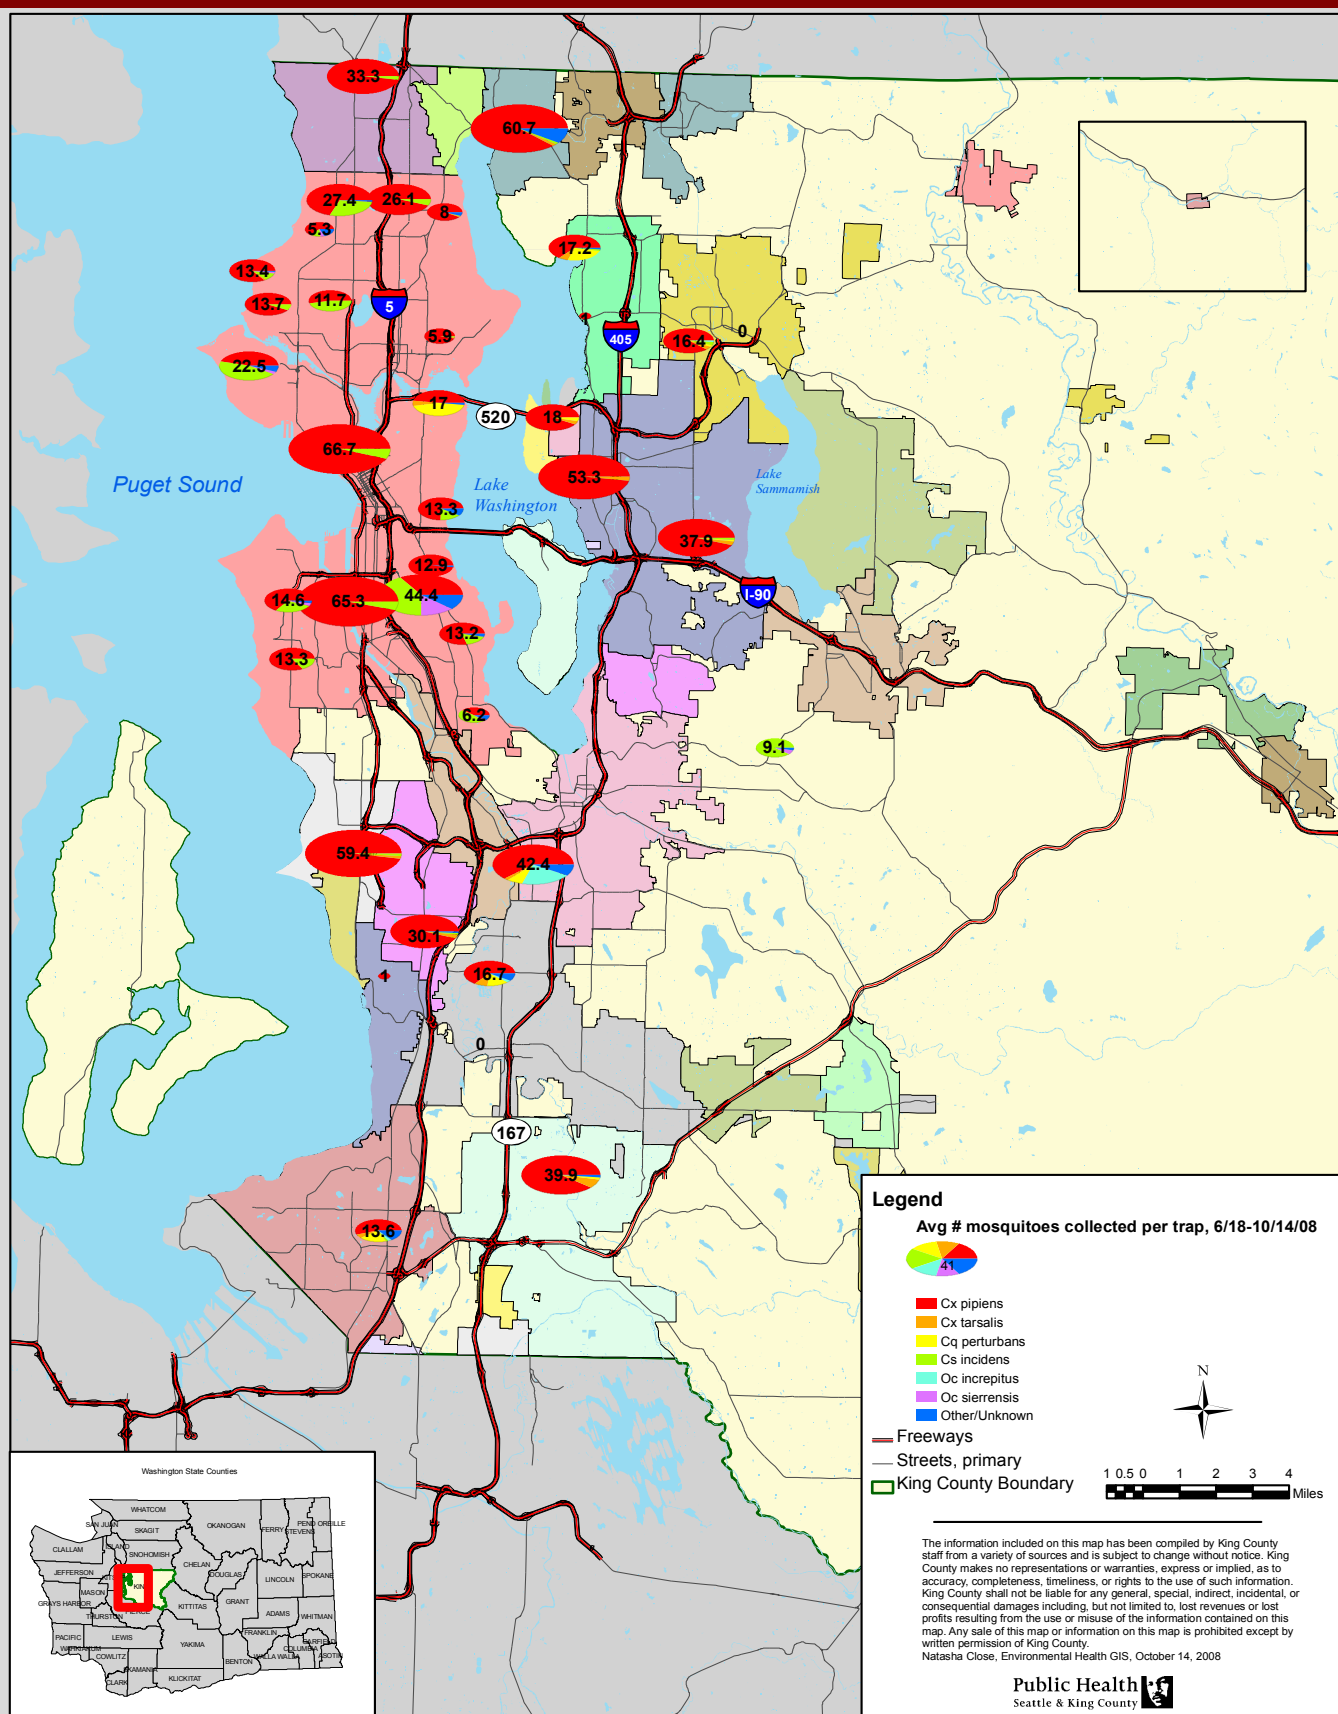 33.3
60.7
27.4
26.1
8
5.3
17.2
13.4
13.7
11.7
5
1
405
0
5.9
16.4
22.5
17
520
18
66.7
53.3
Puget Sound
Lake
Washington
Lake
Sammamish
13.3
37.9
12.9
14.6
65.3
44.4
I-90
13.2
13.3
6.2
9.1
59.4
42.4
30.1
1
16.7
0
167
39.9
13.6
Legend
Avg # mosquitoes collected per trap, 6/18-10/14/08
41
Cx pipiens
Cx tarsalis
Cq perturbans
Cs incidens
Oc increpitus
Oc sierrensis
Other/Unknown
Freeways
Streets, primary
King County Boundary
N
1 0.5 0 1 2 3 4
Miles
The information included on this map has been compiled by King County
staff from a variety of sources and is subject to change without notice. King
County makes no representations or warranties, express or implied, as to
accuracy, completeness, timeliness, or rights to the use of such information.
King County shall not be liable for any general, special, indirect, incidental, or
consequential damages including, but not limited to, lost revenues or lost
profits resulting from the use or misuse of the information contained on this
map. Any sale of this map or information on this map is prohibited except by
written permission of King County.
Natasha Close, Environmental Health GIS, October 14, 2008
Public Health
Seattle & King County
Washington State Counties
WHATCOM
SAN JUAN
SKAGIT
OKANOGAN
FERRY
STEVENS
PEND OREILLE
CLALLAM
ISLAND
SNOHOMISH
CHELAN
JEFFERSON
DOUGLAS
LINCOLN
SPOKANE
MASON
GRAYS HARBOR
KITTITAS
GRANT
THURSTON
PIERCE
ADAMS
WHITMAN
PACIFIC
LEWIS
YAKIMA
FRANKLIN
GARFIELD
WAHKIAKUM
COWLITZ
BENTON
WALLA WALLA
COLUMBIA
ASOTIN
SKAMANIA
CLARK
KLICKITAT